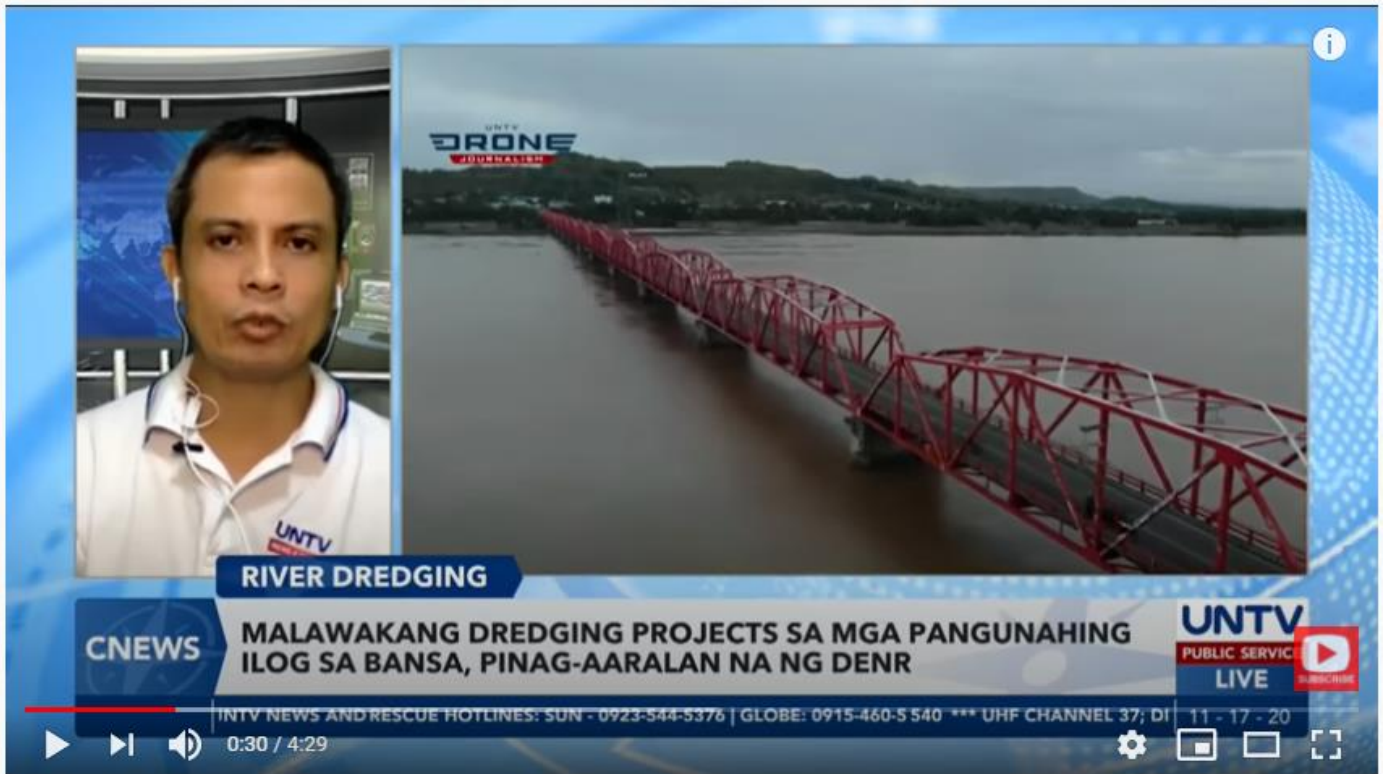 UNTV
DRONE
JOURNALISM
UNTV
RIVER DREDGING
CNEWS
MALAWAKANG DREDGING PROJECTS SA MGA PANGUNAHING
ILOG SA BANSA, PINAG-AARALAN NA NG DENR
UNTV
PUBLIC SERVICE
LIVE
SUBSCRIBE
UNTV NEWS AND RESCUE HOTLINES: SUN - 0923-544-5376 | GLOBE: 0915-460-5540 *** UHF CHANNEL 37; DI
11 - 17 - 20
0:30 / 4:29